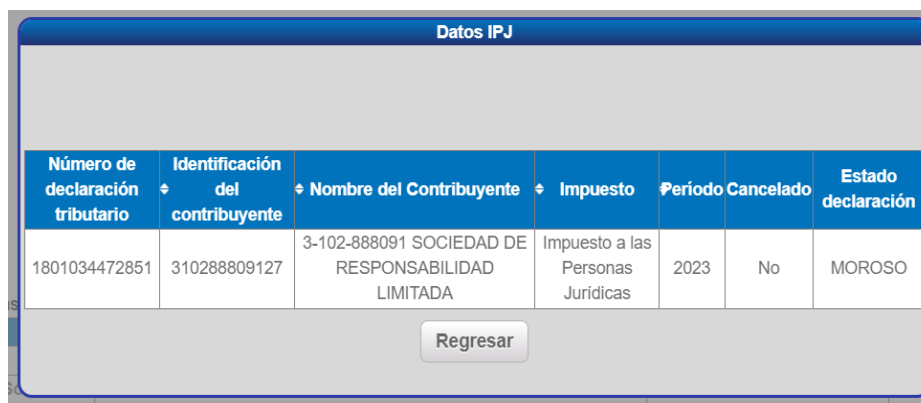 Datos IPJ
Número de declaración tributario
Identificación del contribuyente
Nombre del Contribuyente
Impuesto
Período
Cancelado
Estado declaración
1801034472851
310288809127
3-102-888091 SOCIEDAD DE
RESPONSABILIDAD
LIMITADA
Impuesto a las
Personas
Jurídicas
2023
No
MOROSO
Regresar